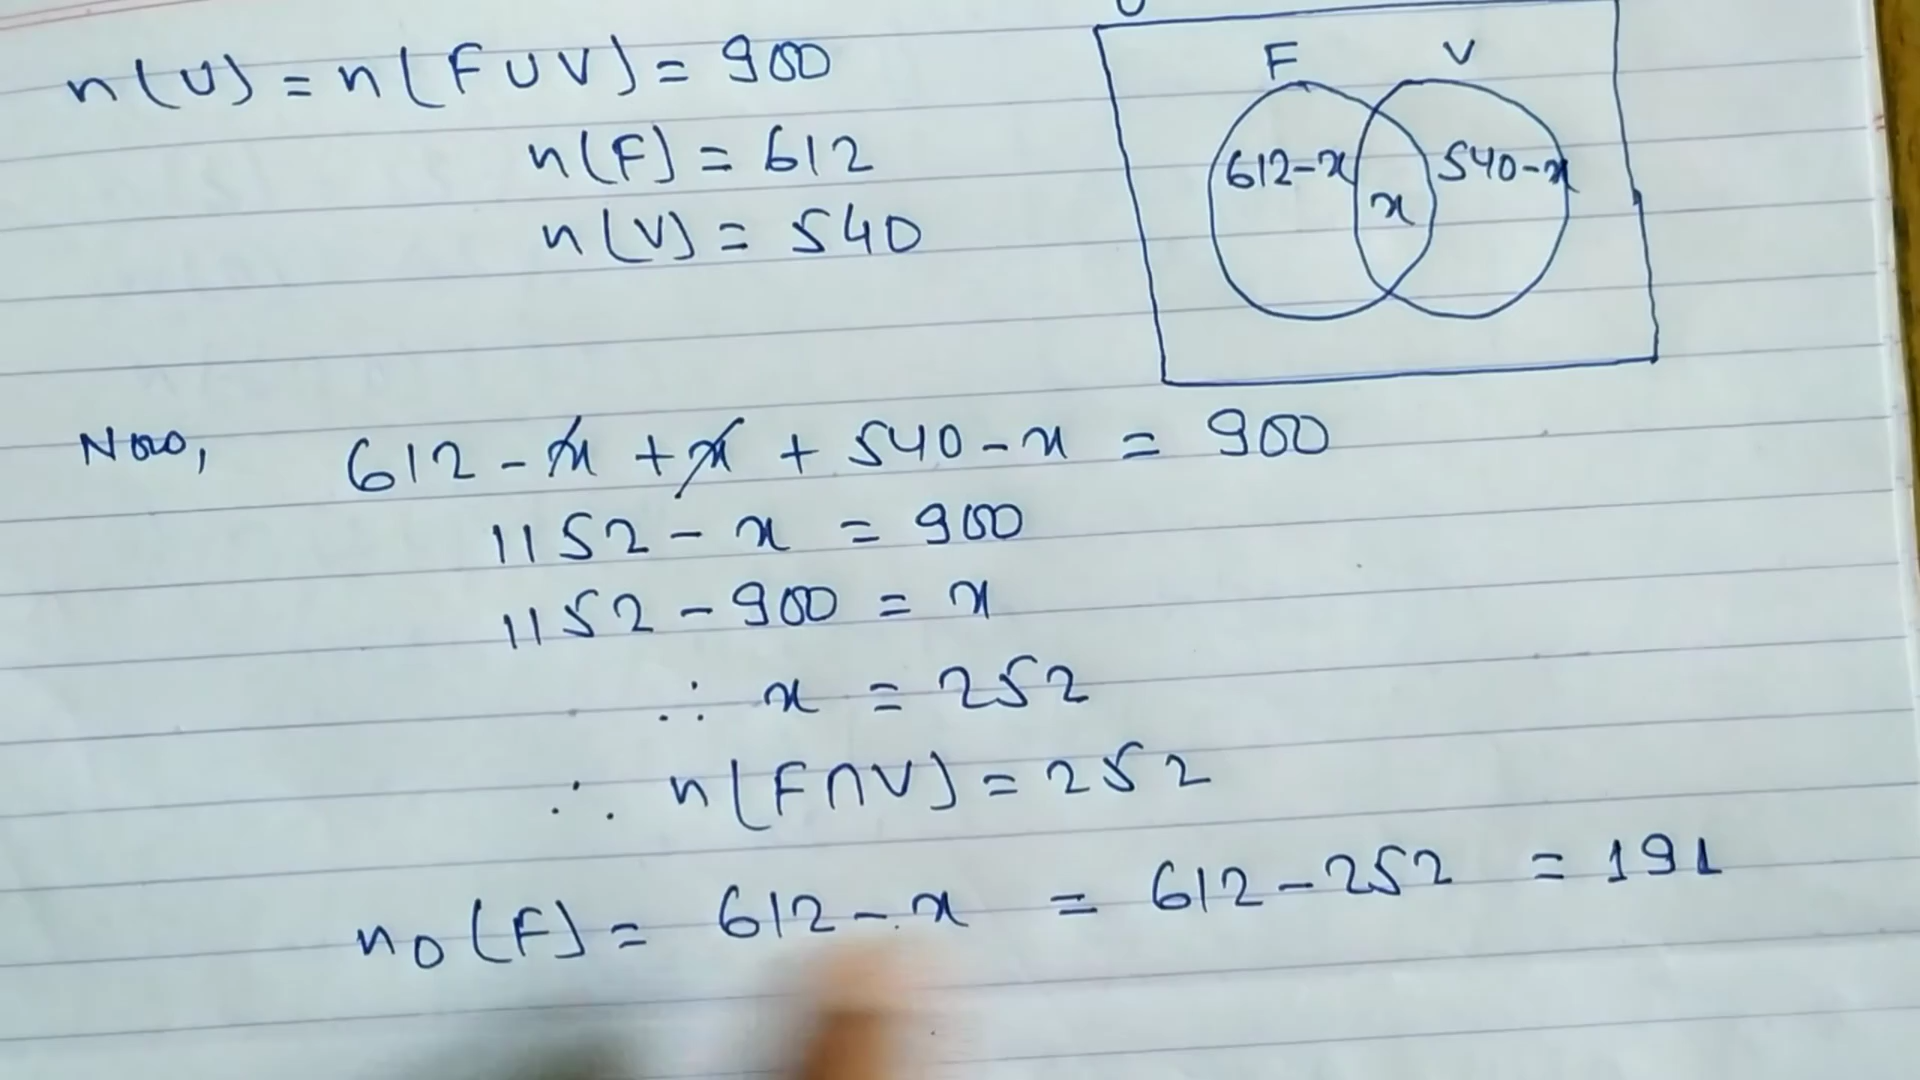 U
n(U) = n(F∪V) = 900
n(F) = 612
n(V) = 540
F V
612-x x 540-x
Now, 612 - x + x + 540 - x = 900
1152 - x = 900
1152 - 900 = x
∴ x = 252
∴ n(F∩V) = 252
n₀(F) = 612 - x = 612 - 252 = 191